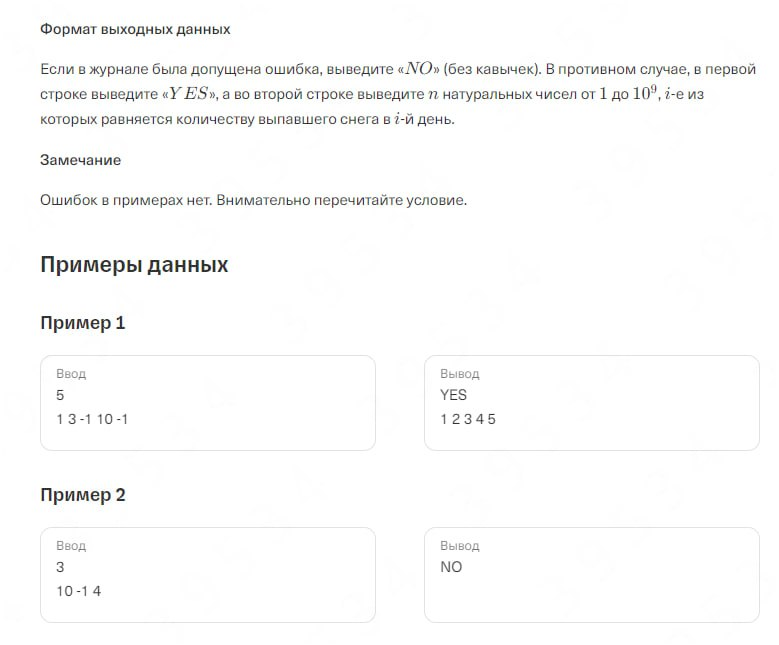 Формат выходных данных
Если в журнале была допущена ошибка, выведите «NO» (без кавычек). В противном случае, в первой
строке выведите «YES», а во второй строке выведите n натуральных чисел от 1 до 10⁹, i-е из
которых равняется количеству выпавшего снега в i-й день.
Замечание
Ошибок в примерах нет. Внимательно перечитайте условие.
Примеры данных
Пример 1
Ввод
5
1 3 -1 10 -1
Вывод
YES
1 2 3 4 5
Пример 2
Ввод
3
10 -1 4
Вывод
NO